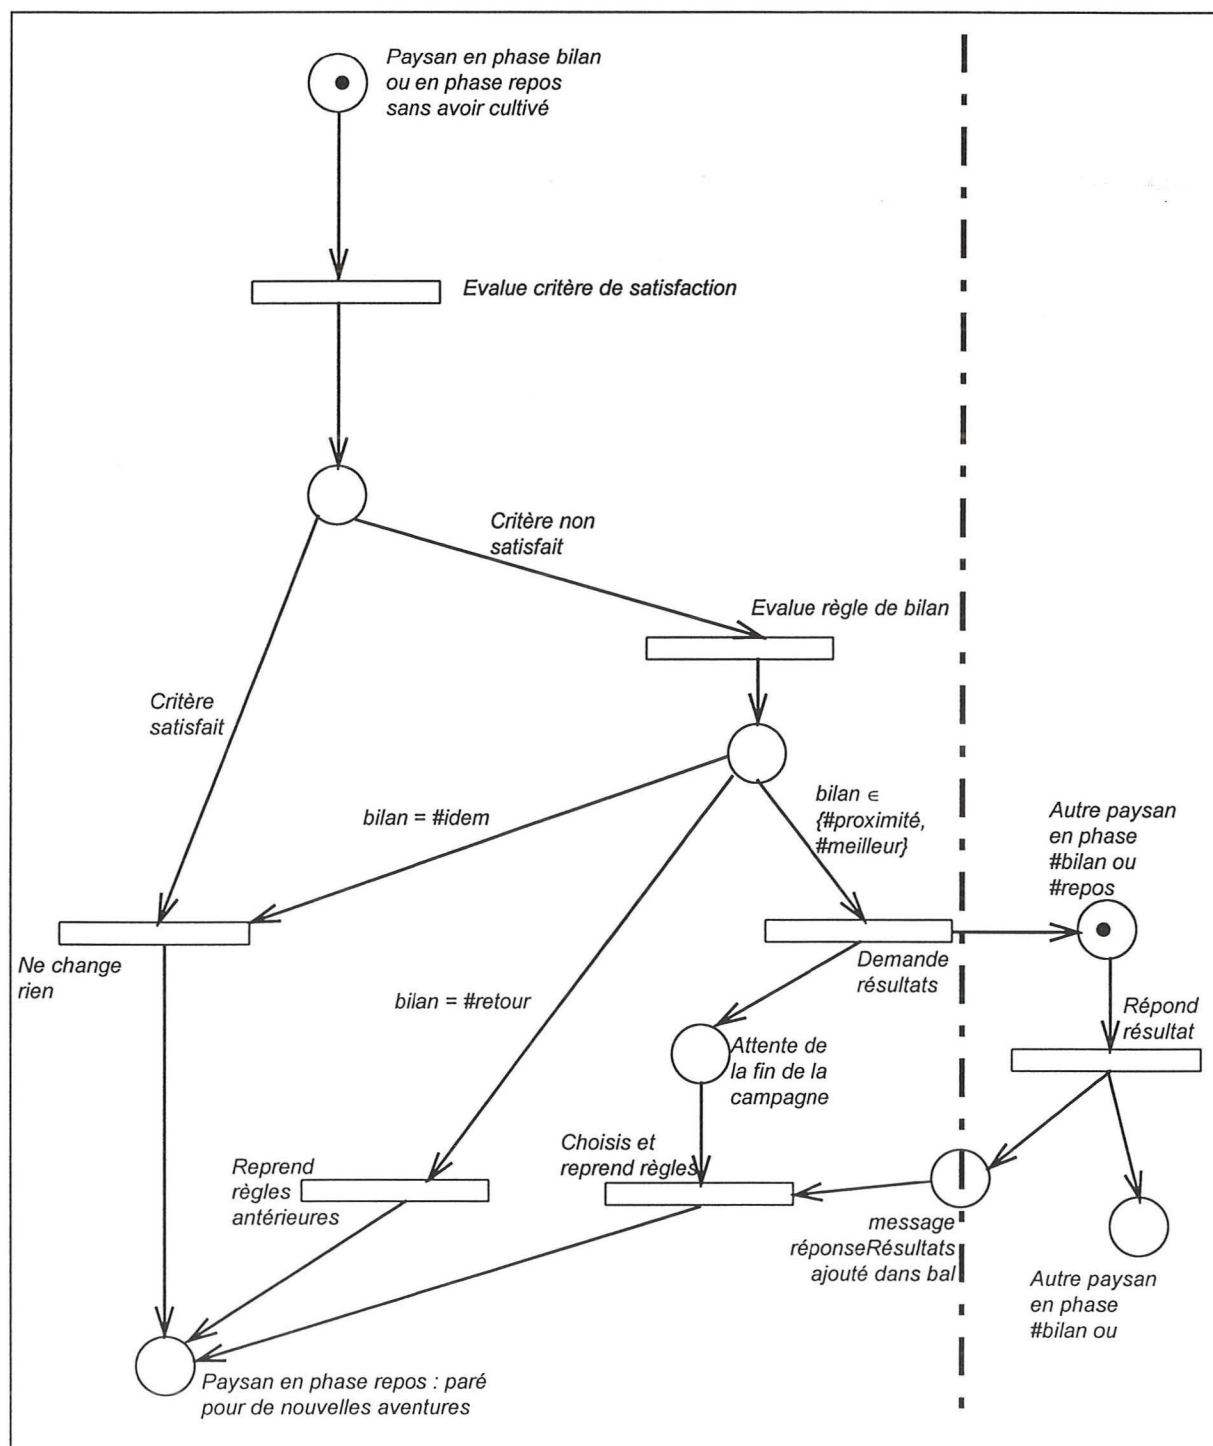 Paysan en phase bilan
ou en phase repos
sans avoir cultivé
Evalue critère de satisfaction
Critère non
satisfait
Evalue règle de bilan
Critère
satisfait
bilan = #idem
bilan ∈
{#proximité,
#meilleur}
Autre paysan
en phase
#bilan ou
#repos
Ne change
rien
Demande
résultats
bilan = #retour
Répond
résultat
Attente de
la fin de la
campagne
Choisis et
reprend règles
Reprend
règles
antérieures
message
réponseRésultats
ajouté dans bal
Autre paysan
en phase
#bilan ou
Paysan en phase repos : paré
pour de nouvelles aventures